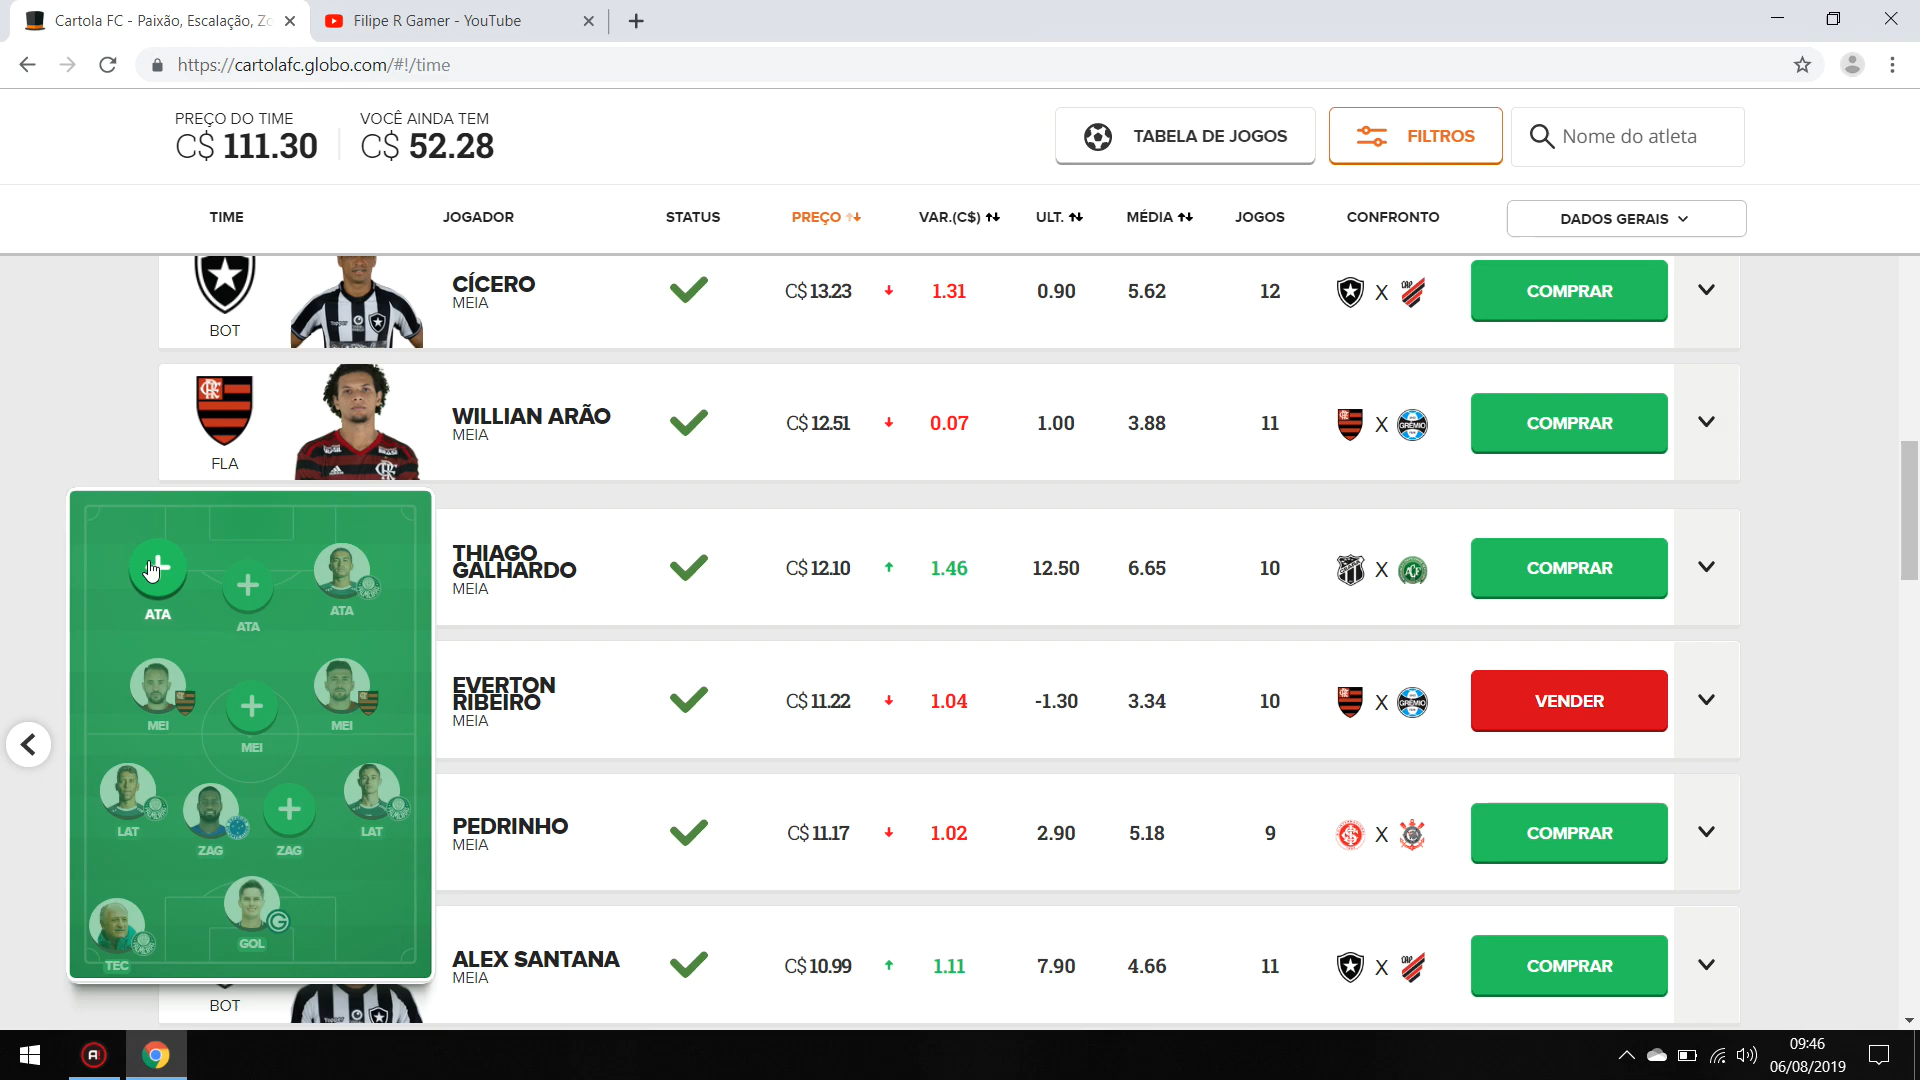 Cartola FC - Paixão, Escalação, Zo
Filipe R Gamer - YouTube
https://cartolafc.globo.com/#!/time
PREÇO DO TIME
C$ 111.30
VOCÊ AINDA TEM
C$ 52.28
TABELA DE JOGOS
FILTROS
Nome do atleta
TIME JOGADOR STATUS PREÇO VAR.(C$) ULT. MÉDIA JOGOS CONFRONTO DADOS GERAIS
BOT
CÍCERO
MEIA
C$ 13.23 1.31 0.90 5.62 12 X COMPRAR
FLA
WILLIAN ARÃO
MEIA
C$ 12.51 0.07 1.00 3.88 11 X COMPRAR
THIAGO
GALHARDO
MEIA
C$ 12.10 1.46 12.50 6.65 10 X COMPRAR
EVERTON
RIBEIRO
MEIA
C$ 11.22 1.04 -1.30 3.34 10 X VENDER
PEDRINHO
MEIA
C$ 11.17 1.02 2.90 5.18 9 X COMPRAR
ALEX SANTANA
MEIA
C$ 10.99 1.11 7.90 4.66 11 X COMPRAR
BOT
ATA
ATA
ATA
MEI
MEI
MEI
LAT
ZAG
ZAG
LAT
TEC
GOL
09:46
06/08/2019